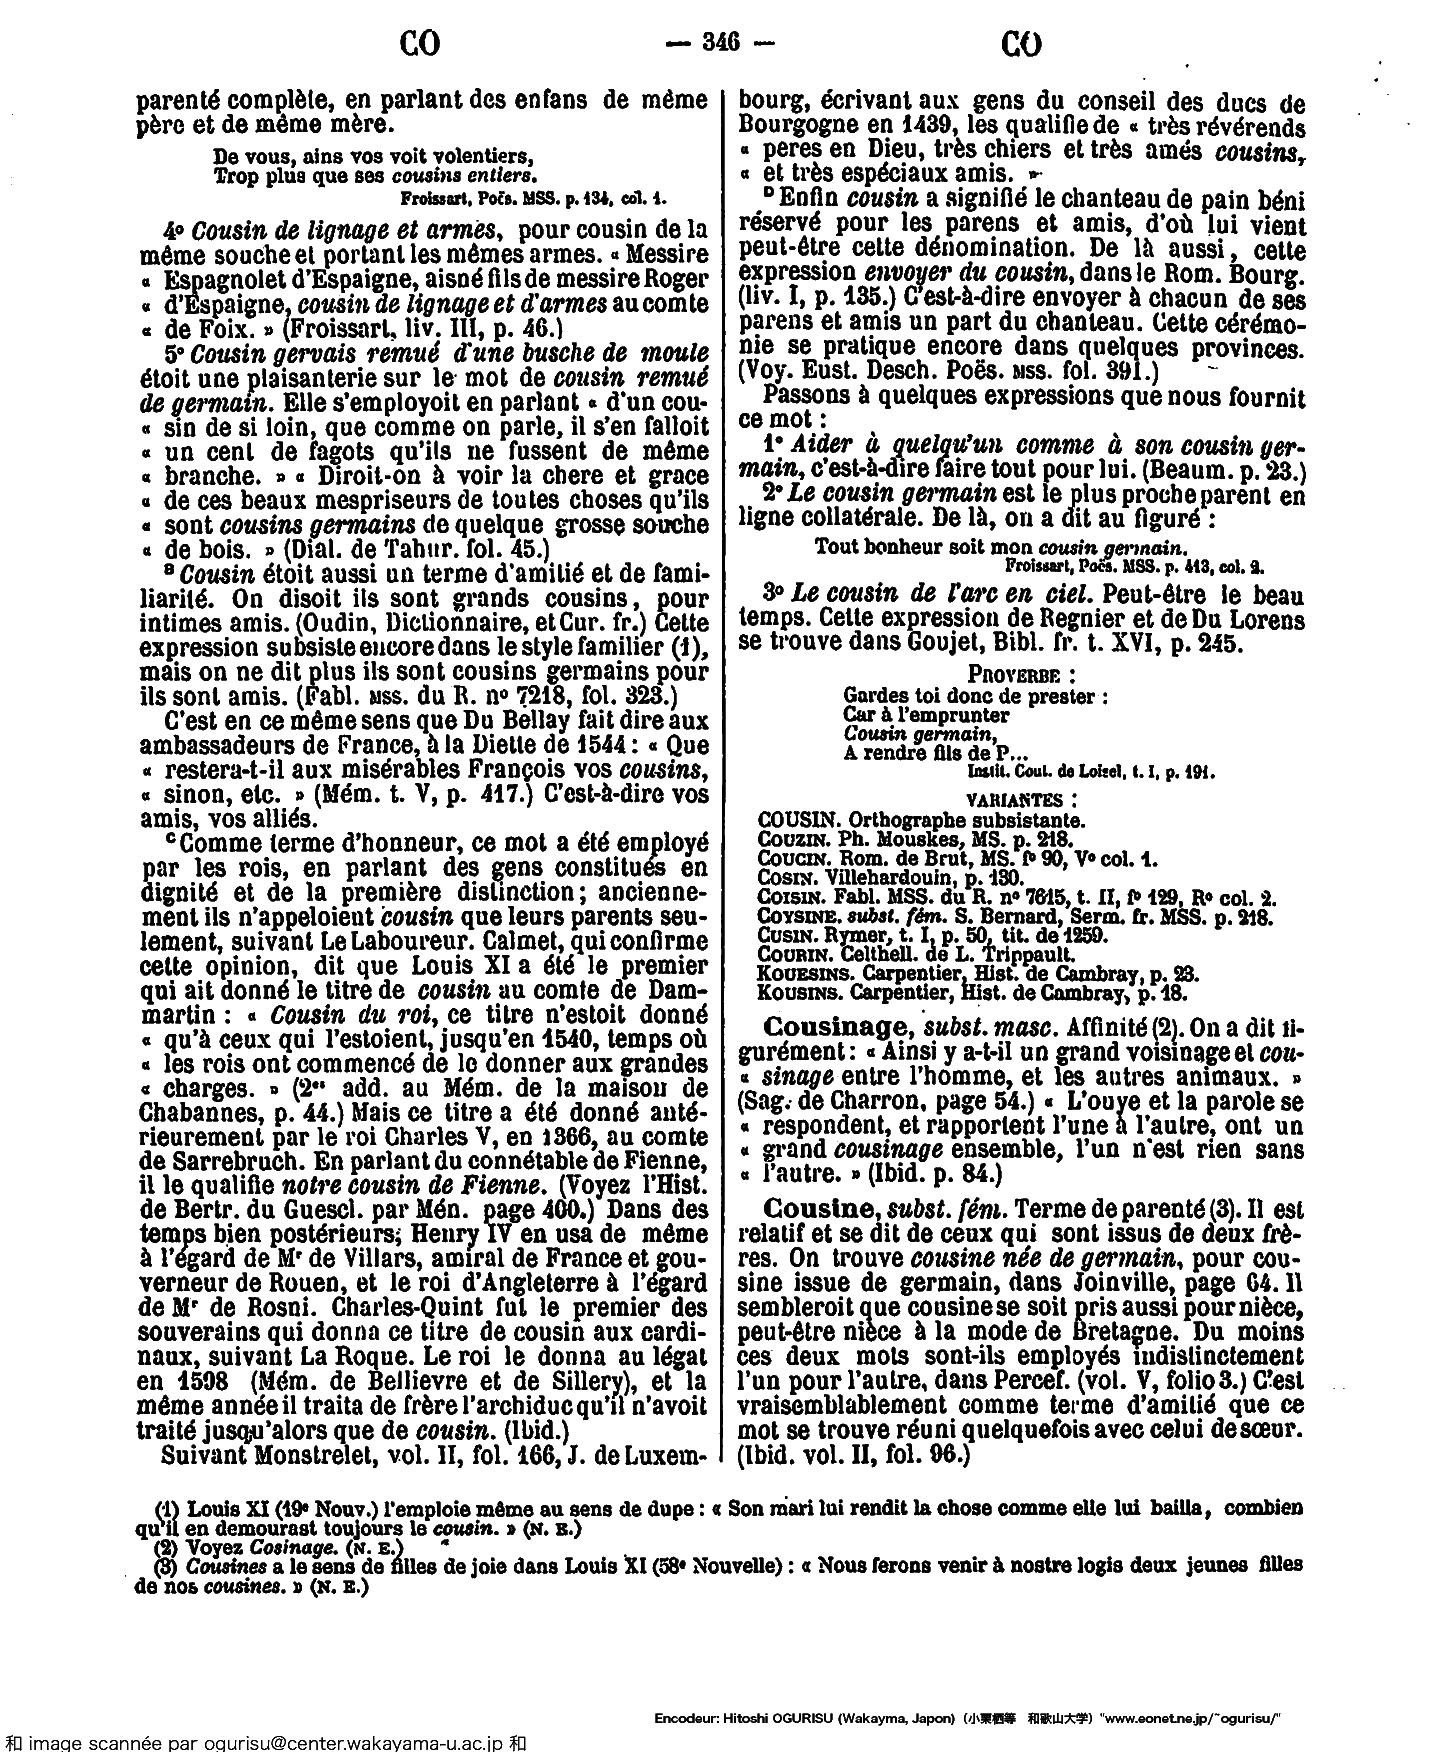 CO
— 346 —
CO
parenté complète, en parlant des enfans de même
père et de même mère.
De vous, ains vos voit volentiers,
Trop plus que ses cousins entiers.
Froissart, Poës. MSS. p. 134, col. 1.
4º Cousin de lignage et armes, pour cousin de la
même souche et portant les mêmes armes. « Messire
« Espagnolet d'Espaigne, aisné fils de messire Roger
« d'Espaigne, cousin de lignage et d'armes au comte
« de Foix. » (Froissart, liv. III, p. 46.)
5º Cousin gervais remué d'une busche de moule
étoit une plaisanterie sur le mot de cousin remué
de germain. Elle s'employoit en parlant « d'un cou-
« sin de si loin, que comme on parle, il s'en falloit
« un cent de fagots qu'ils ne fussent de même
« branche. » « Diroit-on à voir la chere et grace
« de ces beaux mespriseurs de toutes choses qu'ils
« sont cousins germains de quelque grosse souche
« de bois. » (Dial. de Tahur. fol. 45.)
B Cousin étoit aussi un terme d'amitié et de fami-
liarité. On disoit ils sont grands cousins, pour
intimes amis. (Oudin, Dictionnaire, et Cur. fr.) Cette
expression subsiste encore dans le style familier (1),
mais on ne dit plus ils sont cousins germains pour
ils sont amis. (Fabl. MSS. du R. nº 7218, fol. 323.)
C'est en ce même sens que Du Bellay fait dire aux
ambassadeurs de France, à la Diette de 1544 : « Que
« restera-t-il aux misérables François vos cousins,
« sinon, etc. » (Mém. t. V, p. 417.) C'est-à-dire vos
amis, vos alliés.
C Comme terme d'honneur, ce mot a été employé
par les rois, en parlant des gens constitués en
dignité et de la première distinction ; ancienne-
ment ils n'appeloient cousin que leurs parents seu-
lement, suivant Le Laboureur. Calmet, qui confirme
cette opinion, dit que Louis XI a été le premier
qui ait donné le titre de cousin au comte de Dam-
martin : « Cousin du roi, ce titre n'estoit donné
« qu'à ceux qui l'estoient, jusqu'en 1540, temps où
« les rois ont commencé de le donner aux grandes
« charges. » (2es add. au Mém. de la maison de
Chabannes, p. 44.) Mais ce titre a été donné anté-
rieurement par le roi Charles V, en 1366, au comte
de Sarrebruch. En parlant du connétable de Fienne,
il le qualifie notre cousin de Fienne. (Voyez l'Hist.
de Bertr. du Guescl. par Mén. page 400.) Dans des
temps bien postérieurs; Henry IV en usa de même
à l'égard de Mr de Villars, amiral de France et gou-
verneur de Rouen, et le roi d'Angleterre à l'égard
de Mr de Rosni. Charles-Quint fut le premier des
souverains qui donna ce titre de cousin aux cardi-
naux, suivant La Roque. Le roi le donna au légat
en 1598 (Mém. de Bellievre et de Sillery), et la
même année il traita de frère l'archiduc qu'il n'avoit
traité jusqu'alors que de cousin. (Ibid.)
Suivant Monstrelet, vol. II, fol. 166, J. de Luxem-
bourg, écrivant aux gens du conseil des ducs de
Bourgogne en 1439, les qualifie de « très révérends
« peres en Dieu, très chiers et très amés cousins,
« et très espéciaux amis. »
D Enfin cousin a signifié le chanteau de pain béni
réservé pour les parens et amis, d'où lui vient
peut-être cette dénomination. De là aussi, cette
expression envoyer du cousin, dans le Rom. Bourg.
(liv. I, p. 135.) C'est-à-dire envoyer à chacun de ses
parens et amis un part du chanteau. Cette cérémo-
nie se pratique encore dans quelques provinces.
(Voy. Eust. Desch. Poës. MSS. fol. 391.)
Passons à quelques expressions que nous fournit
ce mot :
1º Aider à quelqu'un comme à son cousin ger-
main, c'est-à-dire faire tout pour lui. (Beaum. p. 23.)
2º Le cousin germain est le plus proche parent en
ligne collatérale. De là, on a dit au figuré :
Tout bonheur soit mon cousin germain.
Froissart, Poës. MSS. p. 413, col. 2.
3º Le cousin de l'arc en ciel. Peut-être le beau
temps. Cette expression de Regnier et de Du Lorens
se trouve dans Goujet, Bibl. fr. t. XVI, p. 245.
PROVERBE :
Gardes toi donc de prester :
Car à l'emprunter
Cousin germain,
A rendre fils de P...
Instit. Cout. de Loisel, t. I, p. 191.
VARIANTES :
COUSIN. Orthographe subsistante.
COUZIN. Ph. Mouskes, MS. p. 218.
COUCIN. Rom. de Brut, MS. fº 90, Vº col. 1.
COSIN. Villehardouin, p. 130.
COISIN. Fabl. MSS. du R. nº 7615, t. II, fº 129, Rº col. 2.
COYSINE. subst. fém. S. Bernard, Serm. fr. MSS. p. 218.
CUSIN. Rymer, t. I, p. 50, tit. de 1259.
COURIN. Celthell. de L. Trippault.
KOUESINS. Carpentier, Hist. de Cambray, p. 23.
KOUSINS. Carpentier, Hist. de Cambray, p. 18.
Cousinage, subst. masc. Affinité (2). On a dit fi-
gurément : « Ainsi y a-t-il un grand voisinage et cou-
« sinage entre l'homme, et les autres animaux. »
(Sag. de Charron, page 54.) « L'ouye et la parole se
« respondent, et rapportent l'une à l'autre, ont un
« grand cousinage ensemble, l'un n'est rien sans
« l'autre. » (Ibid. p. 84.)
Cousine, subst. fém. Terme de parenté (3). Il est
relatif et se dit de ceux qui sont issus de deux frè-
res. On trouve cousine née de germain, pour cou-
sine issue de germain, dans Joinville, page 64. Il
sembleroit que cousine se soit pris aussi pour nièce,
peut-être nièce à la mode de Bretagne. Du moins
ces deux mots sont-ils employés indistinctement
l'un pour l'autre, dans Percef. (vol. V, folio 3.) C'est
vraisemblablement comme terme d'amitié que ce
mot se trouve réuni quelquefois avec celui de sœur.
(Ibid. vol. II, fol. 96.)
(1) Louis XI (19e Nouv.) l'emploie même au sens de dupe : « Son mari lui rendit la chose comme elle lui bailla, combien
qu'il en demourast toujours le cousin. » (N. E.)
(2) Voyez Cosinage. (N. E.)
(3) Cousines a le sens de filles de joie dans Louis XI (58e Nouvelle) : « Nous ferons venir à nostre logis deux jeunes filles
de nos cousines. » (N. E.)
Encodeur: Hitoshi OGURISU (Wakayma, Japon) (小栗栖等 和歌山大学) "www.eonet.ne.jp/~ogurisu/"
和 image scannée par ogurisu@center.wakayama-u.ac.jp 和